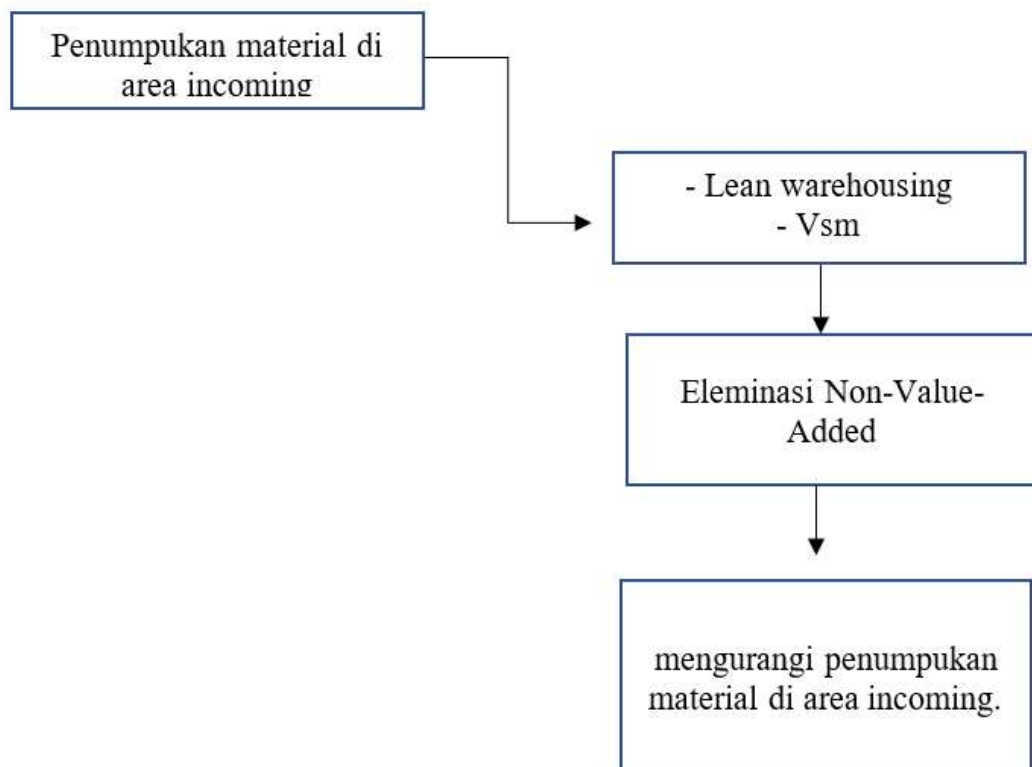 Penumpukan material di
area incoming
- Lean warehousing
- Vsm
Eleminasi Non-Value-
Added
mengurangi penumpukan
material di area incoming.